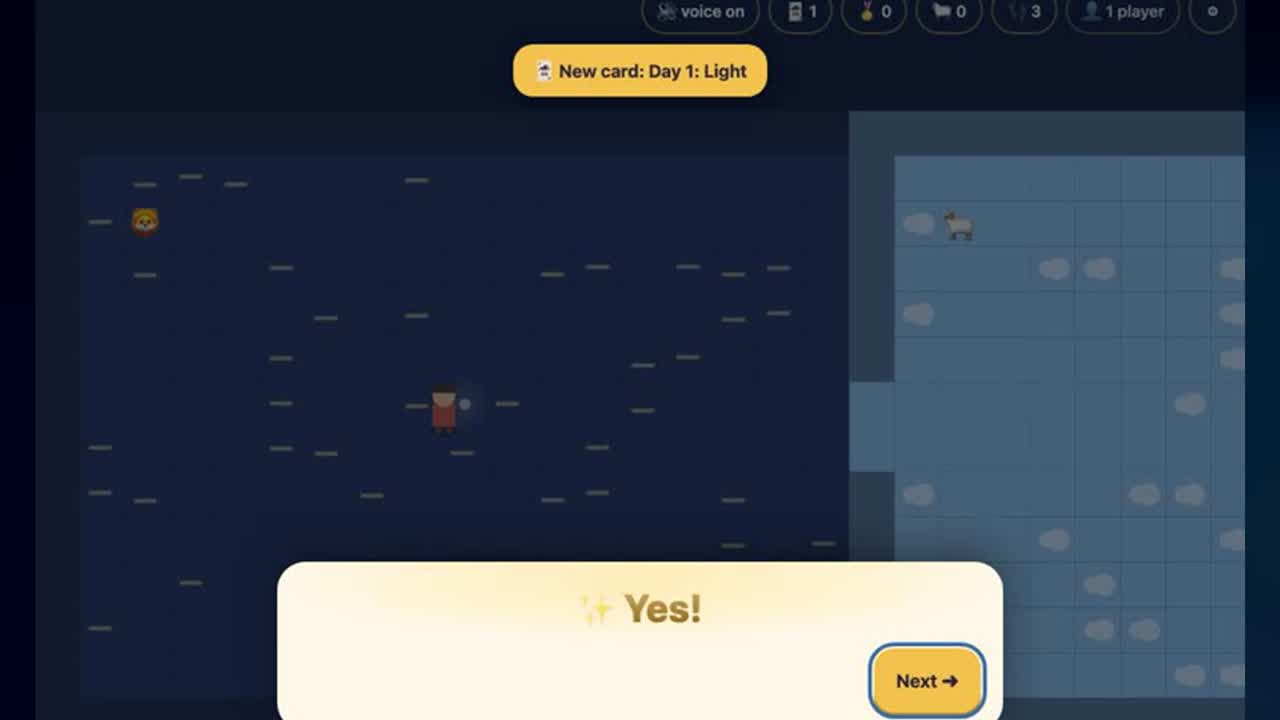 voice on
1
0
0
3
1 player
New card: Day 1: Light
Yes!
Next →